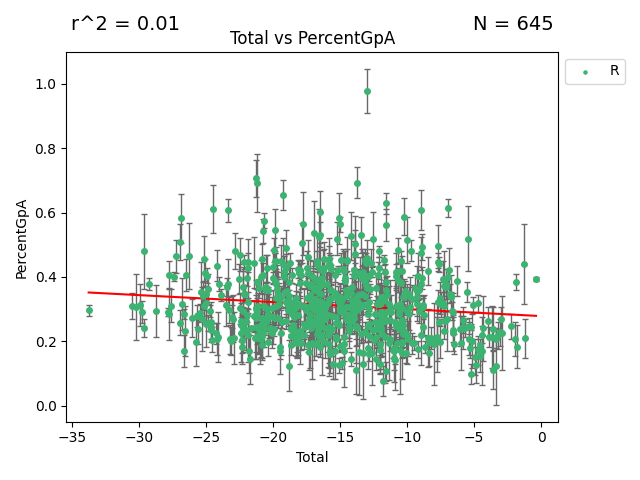 r^2 = 0.01
N = 645
Total vs PercentGpA
R
PercentGpA
1.0
0.8
0.6
0.4
0.2
0.0
−35
−30
−25
−20
−15
−10
−5
0
Total